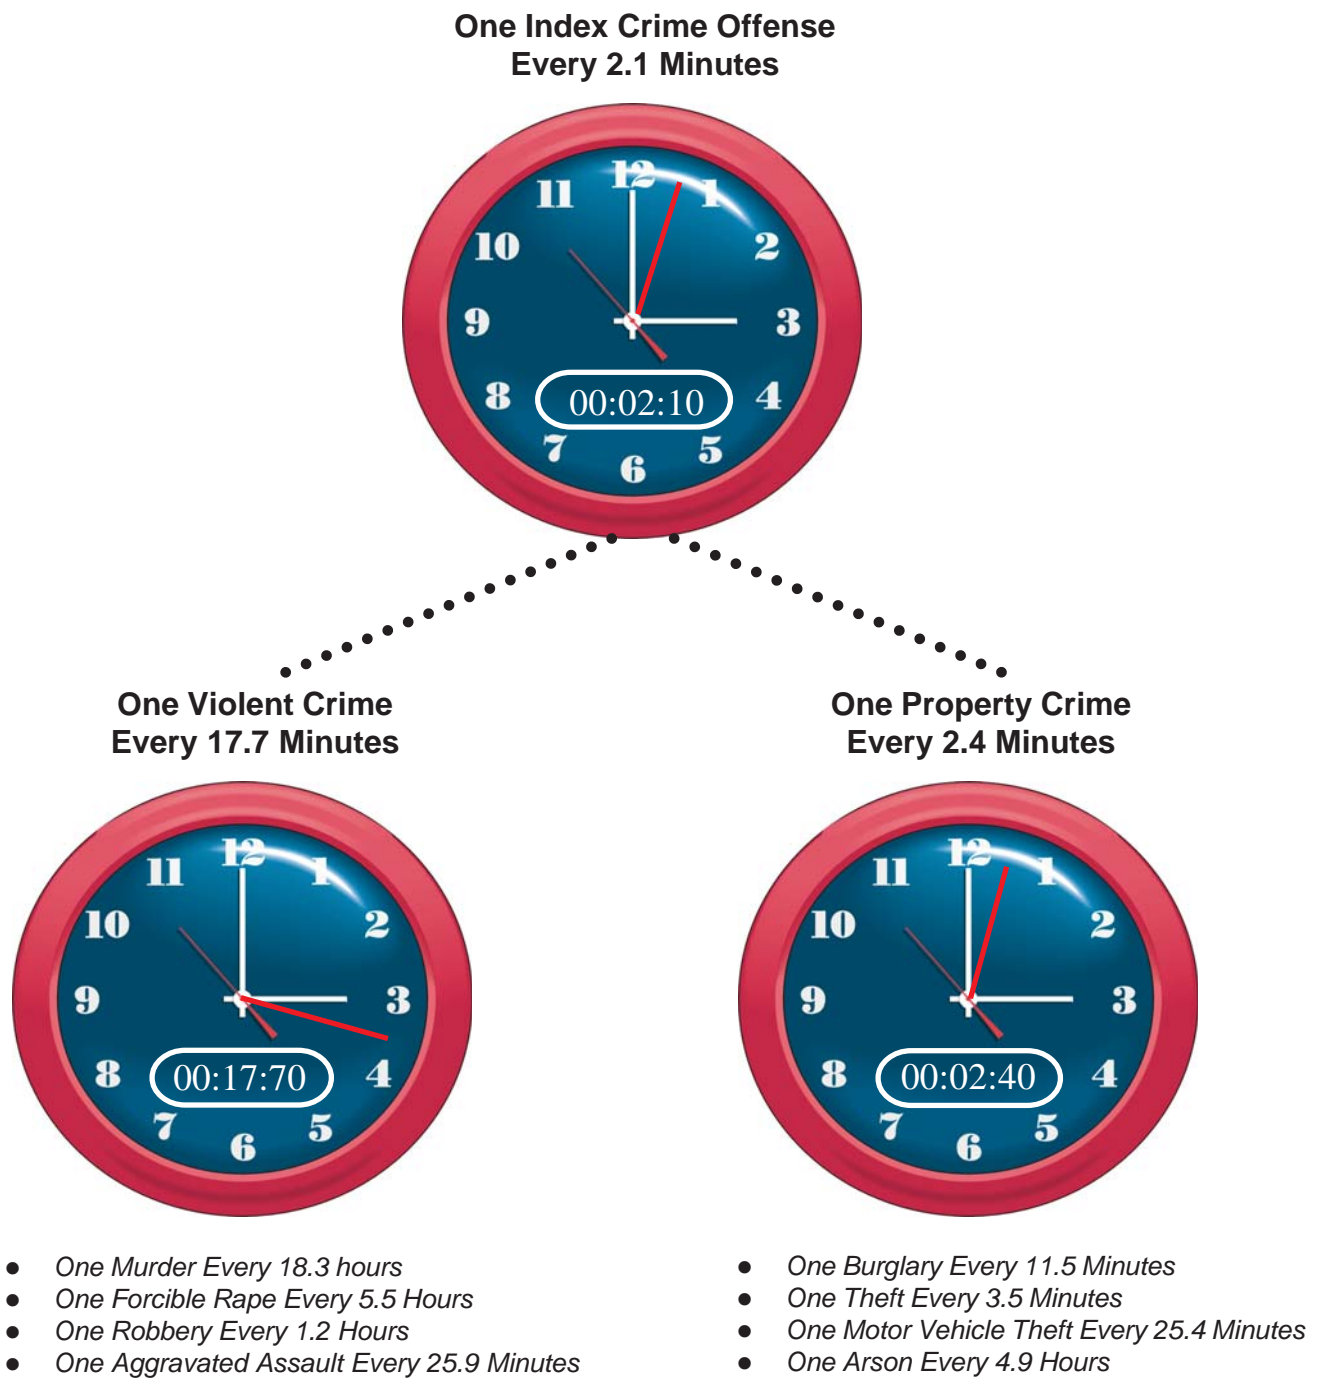 One Index Crime Offense
Every 2.1 Minutes
12
11
1
10
2
9
3
8
00:02:10
4
7
5
6
One Violent Crime
Every 17.7 Minutes
12
11
1
10
2
9
3
8
00:17:70
4
7
5
6
• One Murder Every 18.3 hours
• One Forcible Rape Every 5.5 Hours
• One Robbery Every 1.2 Hours
• One Aggravated Assault Every 25.9 Minutes
One Property Crime
Every 2.4 Minutes
12
11
1
10
2
9
3
8
00:02:40
4
7
5
6
• One Burglary Every 11.5 Minutes
• One Theft Every 3.5 Minutes
• One Motor Vehicle Theft Every 25.4 Minutes
• One Arson Every 4.9 Hours